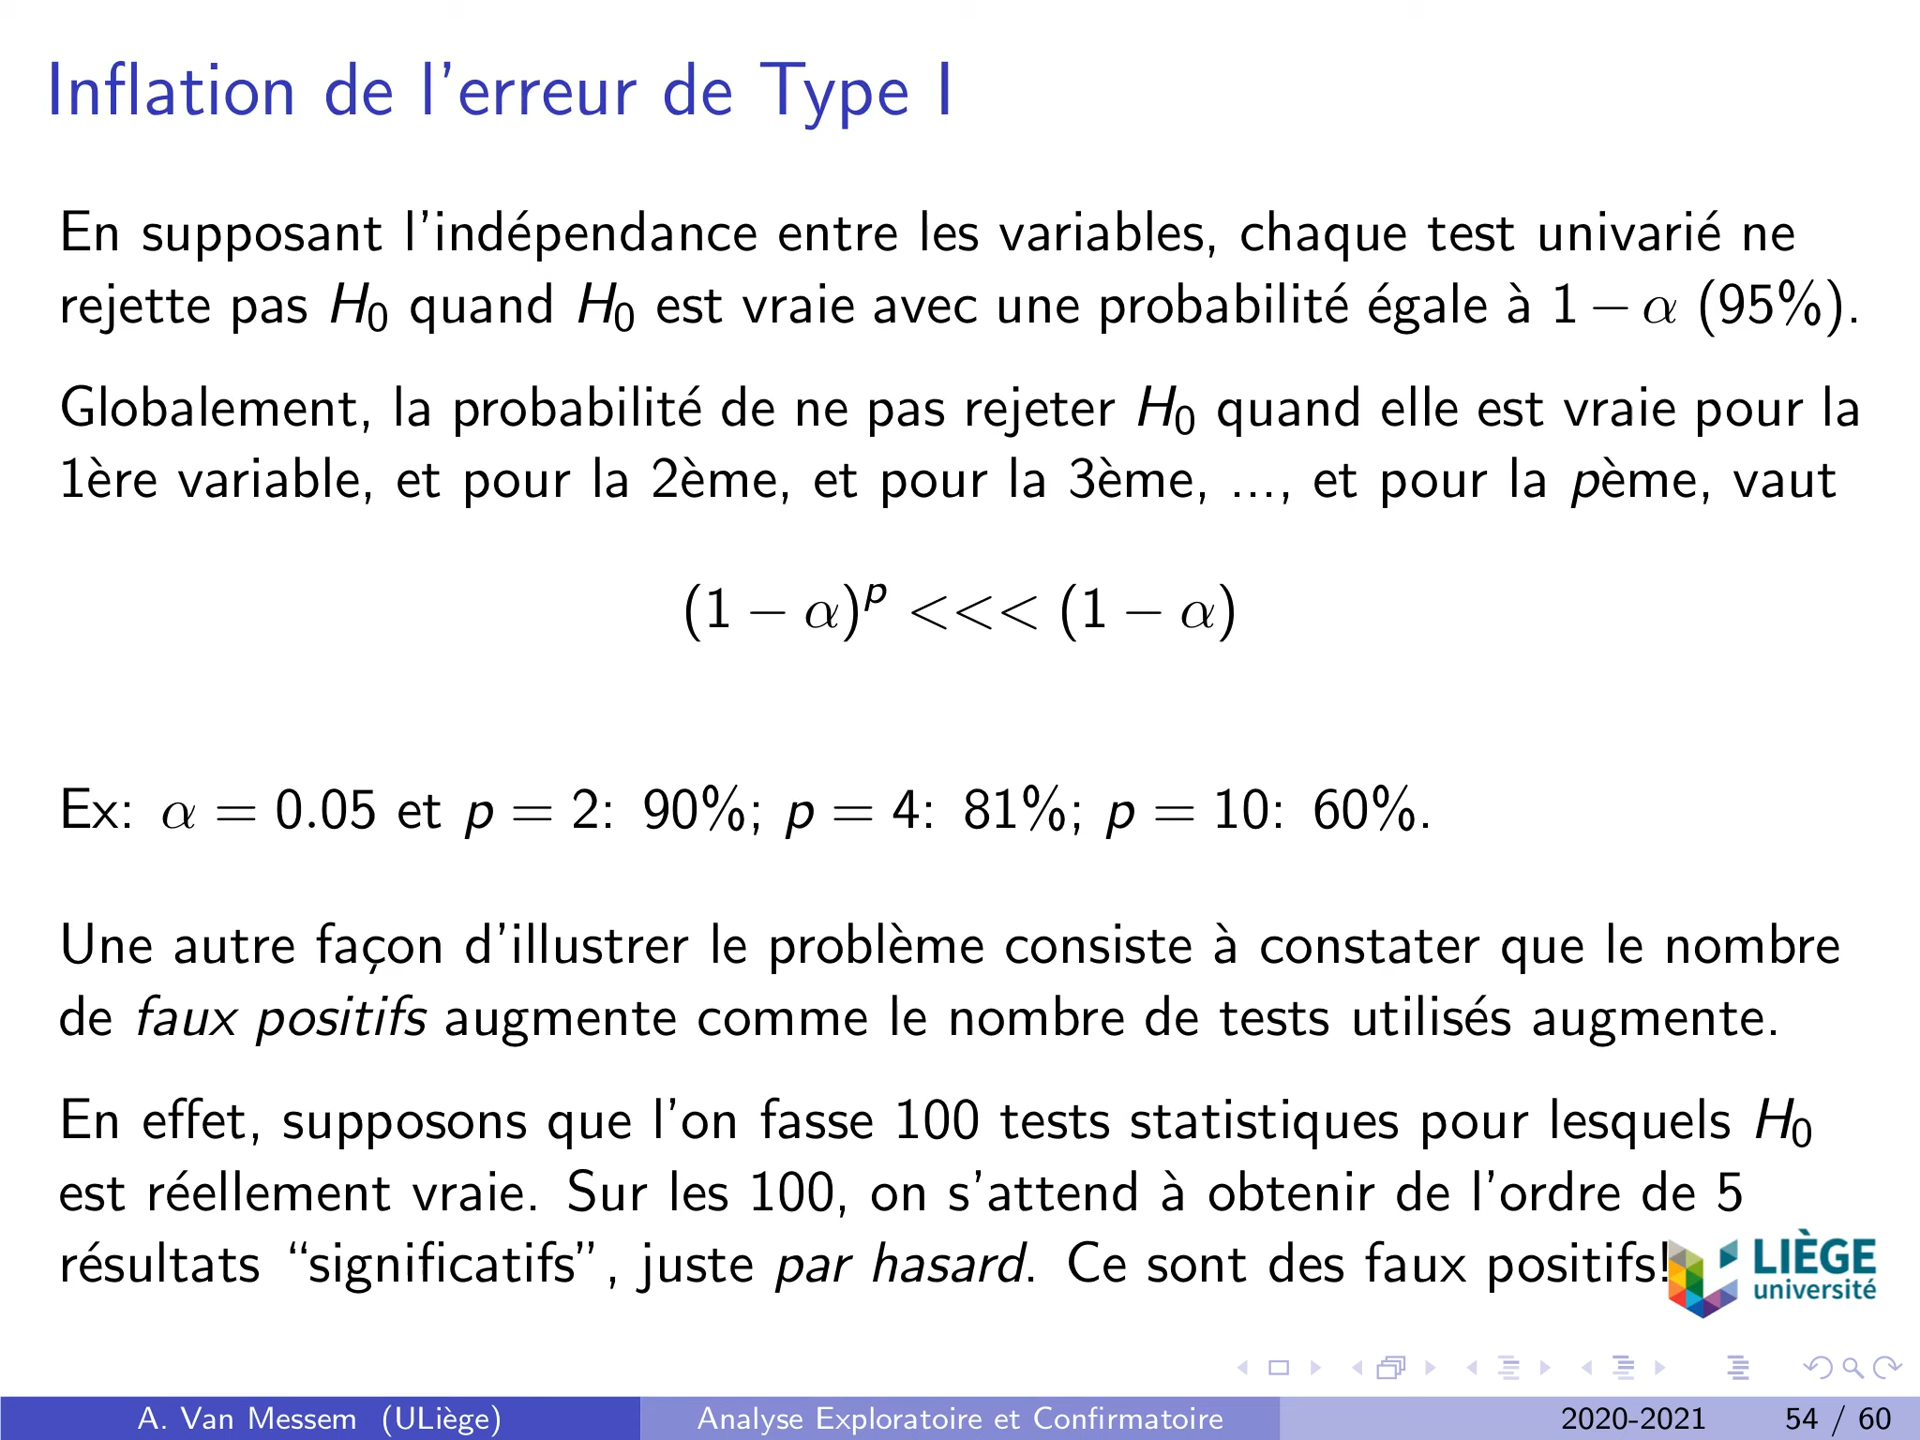 Inflation de l'erreur de Type I
En supposant l'indépendance entre les variables, chaque test univarié ne
rejette pas H₀ quand H₀ est vraie avec une probabilité égale à 1 − α (95%).
Globalement, la probabilité de ne pas rejeter H₀ quand elle est vraie pour la
1ère variable, et pour la 2ème, et pour la 3ème, ..., et pour la pème, vaut
(1 − α)ᵖ <<< (1 − α)
Ex: α = 0.05 et p = 2: 90%; p = 4: 81%; p = 10: 60%.
Une autre façon d'illustrer le problème consiste à constater que le nombre
de faux positifs augmente comme le nombre de tests utilisés augmente.
En effet, supposons que l'on fasse 100 tests statistiques pour lesquels H₀
est réellement vraie. Sur les 100, on s'attend à obtenir de l'ordre de 5
résultats “significatifs”, juste par hasard. Ce sont des faux positifs!
LIÈGE
université
A. Van Messem (ULiège) Analyse Exploratoire et Confirmatoire 2020-2021 54 / 60